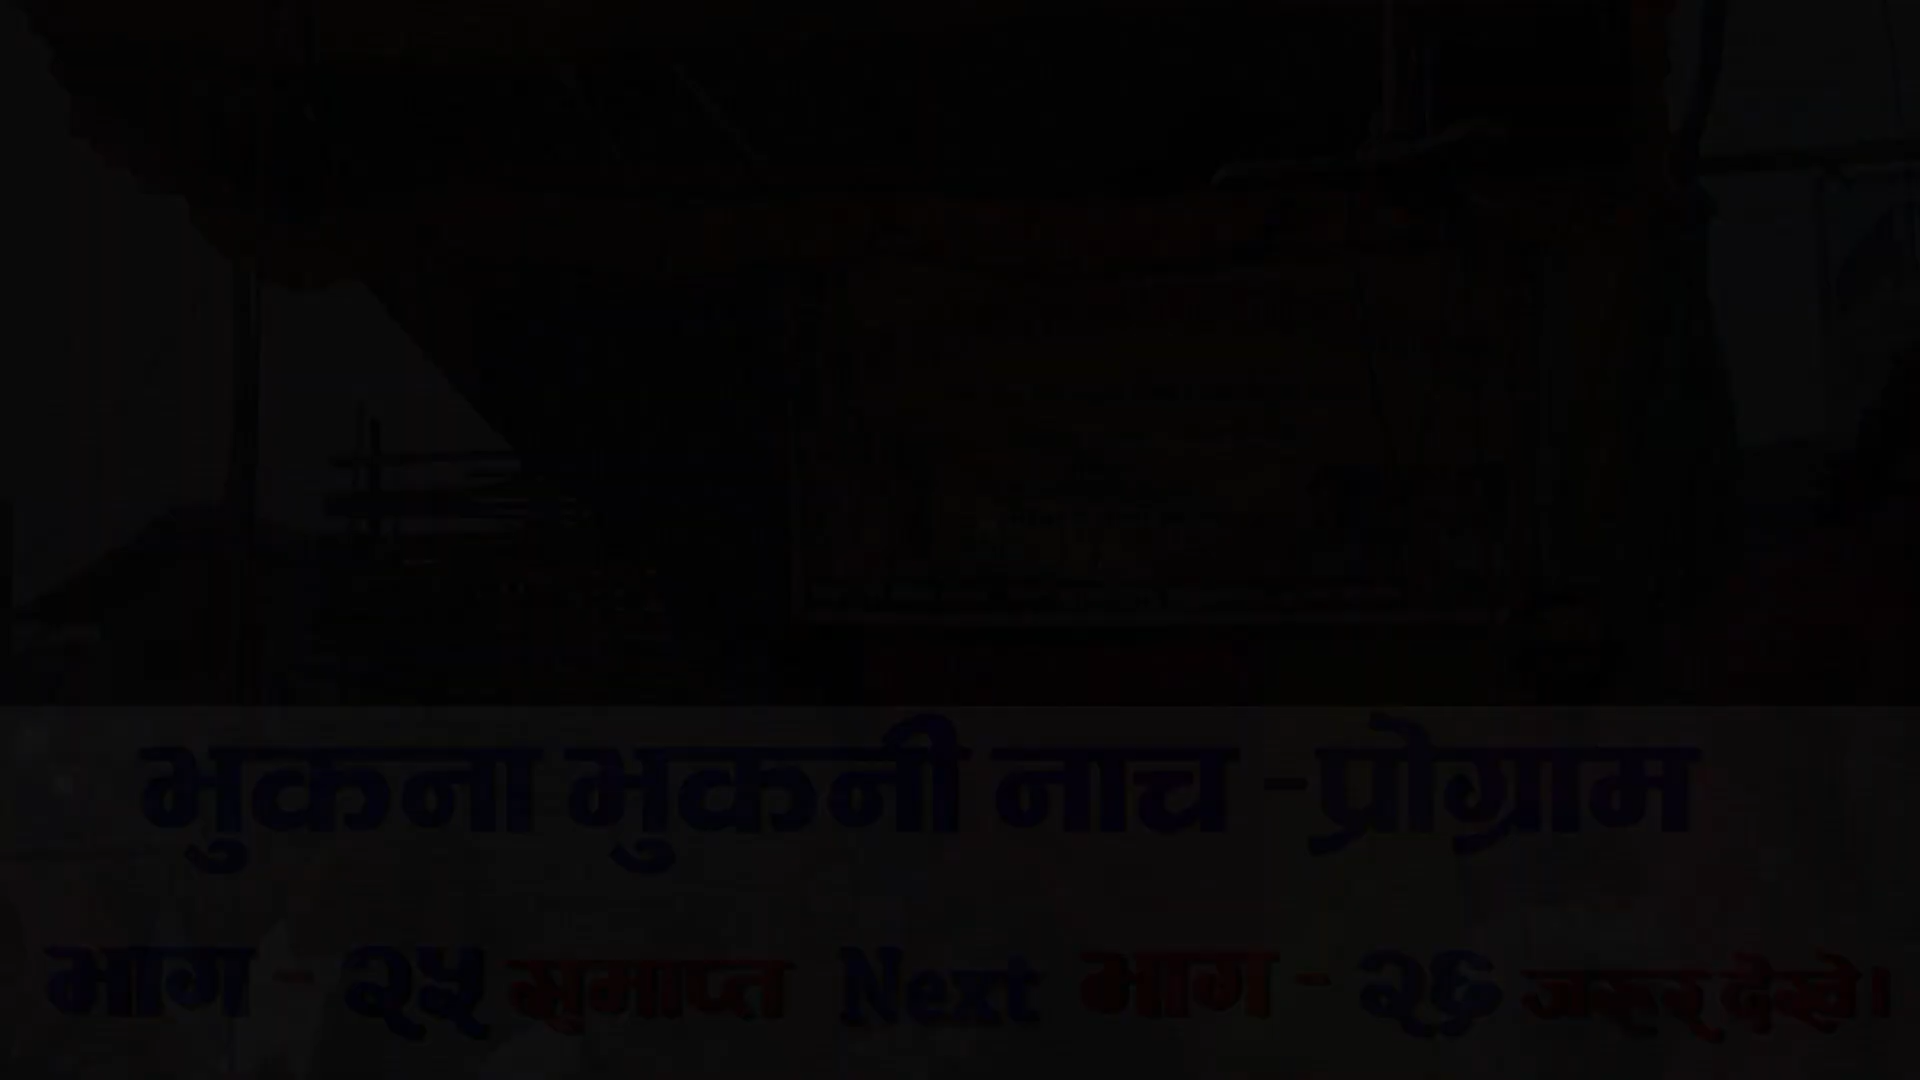 भुकना भुकनी नाच -प्रोग्राम
भाग - २५ समाप्त Next भाग - २६ जरूर देखे।